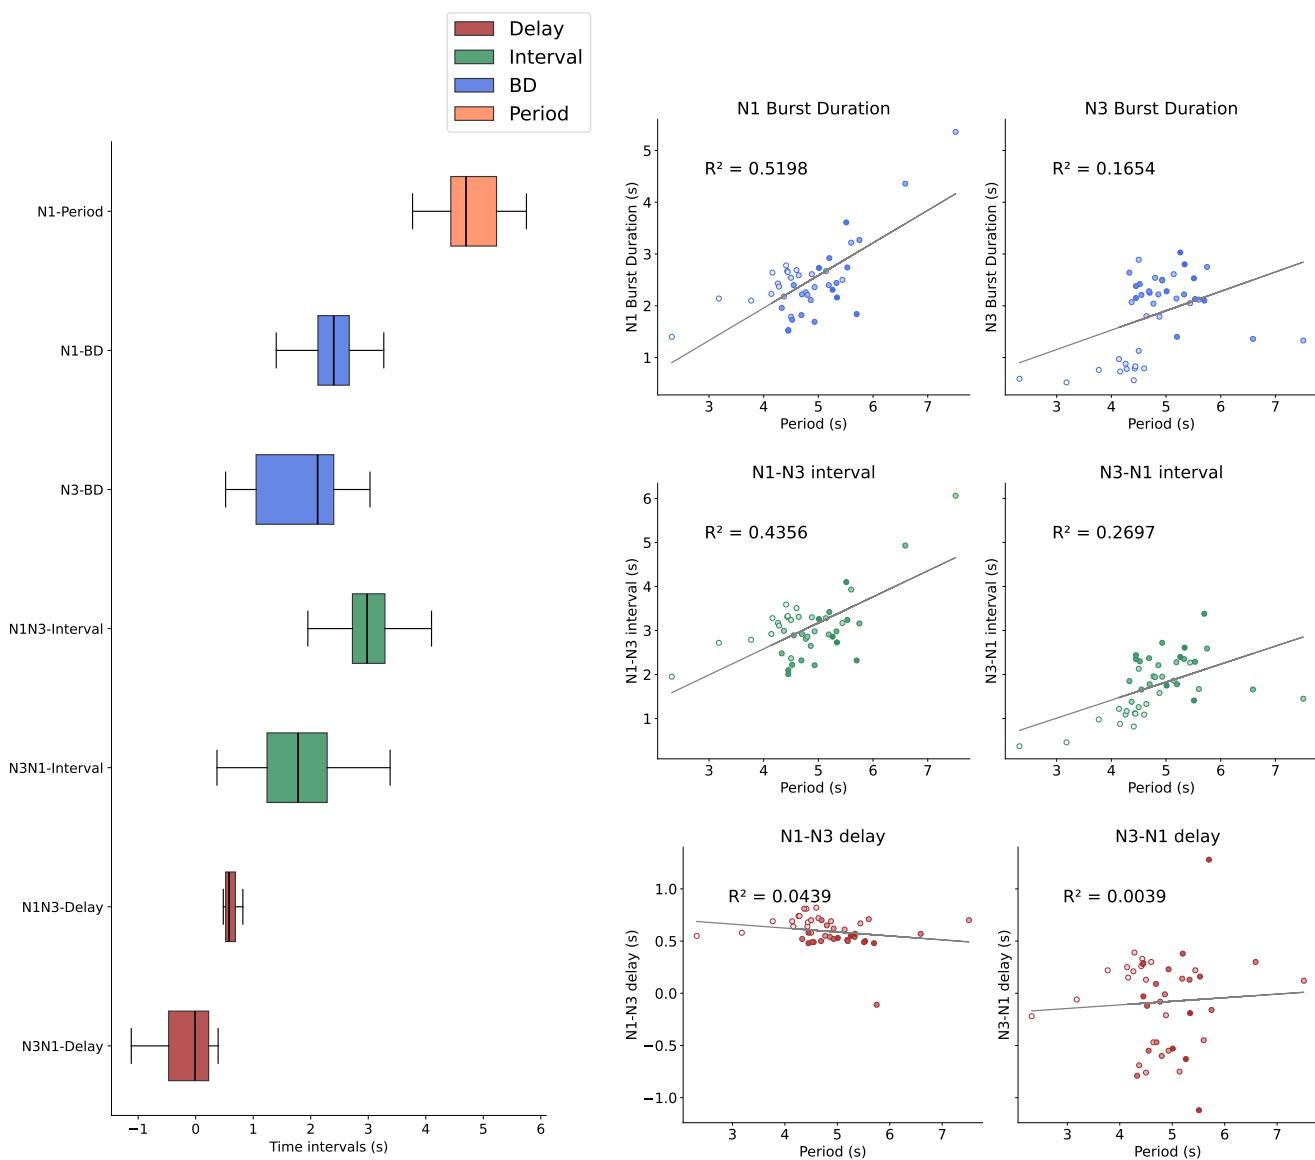 Delay
Interval
BD
Period
N1-Period
N1-BD
N3-BD
N1N3-Interval
N3N1-Interval
N1N3-Delay
N3N1-Delay
−1 0 1 2 3 4 5 6
Time intervals (s)
N1 Burst Duration
R² = 0.5198
N1 Burst Duration (s)
5
4
3
2
1
3 4 5 6 7
Period (s)
N3 Burst Duration
R² = 0.1654
N3 Burst Duration (s)
3 4 5 6 7
Period (s)
N1-N3 interval
R² = 0.4356
N1-N3 interval (s)
6
5
4
3
2
1
3 4 5 6 7
Period (s)
N3-N1 interval
R² = 0.2697
N3-N1 interval (s)
3 4 5 6 7
Period (s)
N1-N3 delay
R² = 0.0439
N1-N3 delay (s)
1.0
0.5
0.0
−0.5
−1.0
3 4 5 6 7
Period (s)
N3-N1 delay
R² = 0.0039
N3-N1 delay (s)
3 4 5 6 7
Period (s)